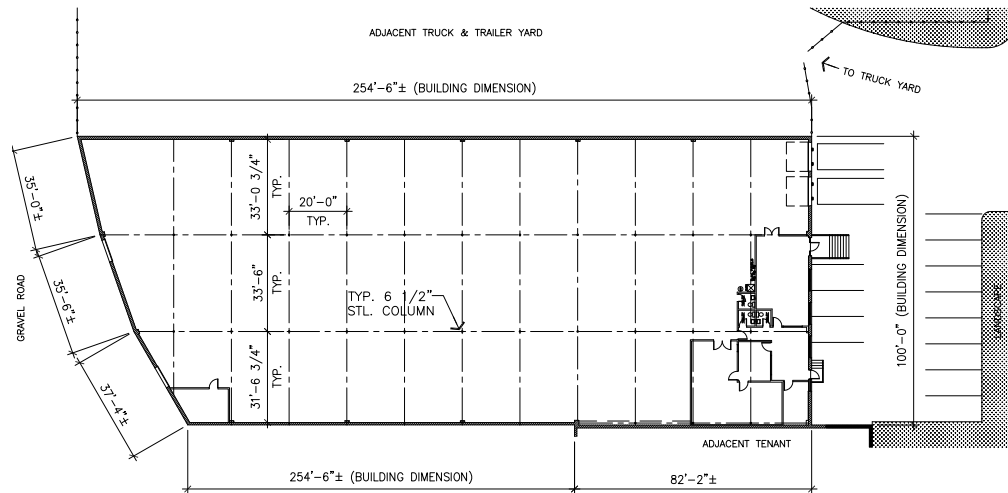 ADJACENT TRUCK & TRAILER YARD
TO TRUCK YARD
254'-6"± (BUILDING DIMENSION)
35'-0"±
33'-0 3/4"
TYP.
20'-0"
TYP.
100'-0" (BUILDING DIMENSION)
GRAVEL ROAD
35'-6"±
33'-6"
TYP.
TYP. 6 1/2"
STL. COLUMN
LANDSCAPE
37'-4"±
31'-6 3/4"
TYP.
ADJACENT TENANT
254'-6"± (BUILDING DIMENSION)
82'-2"±